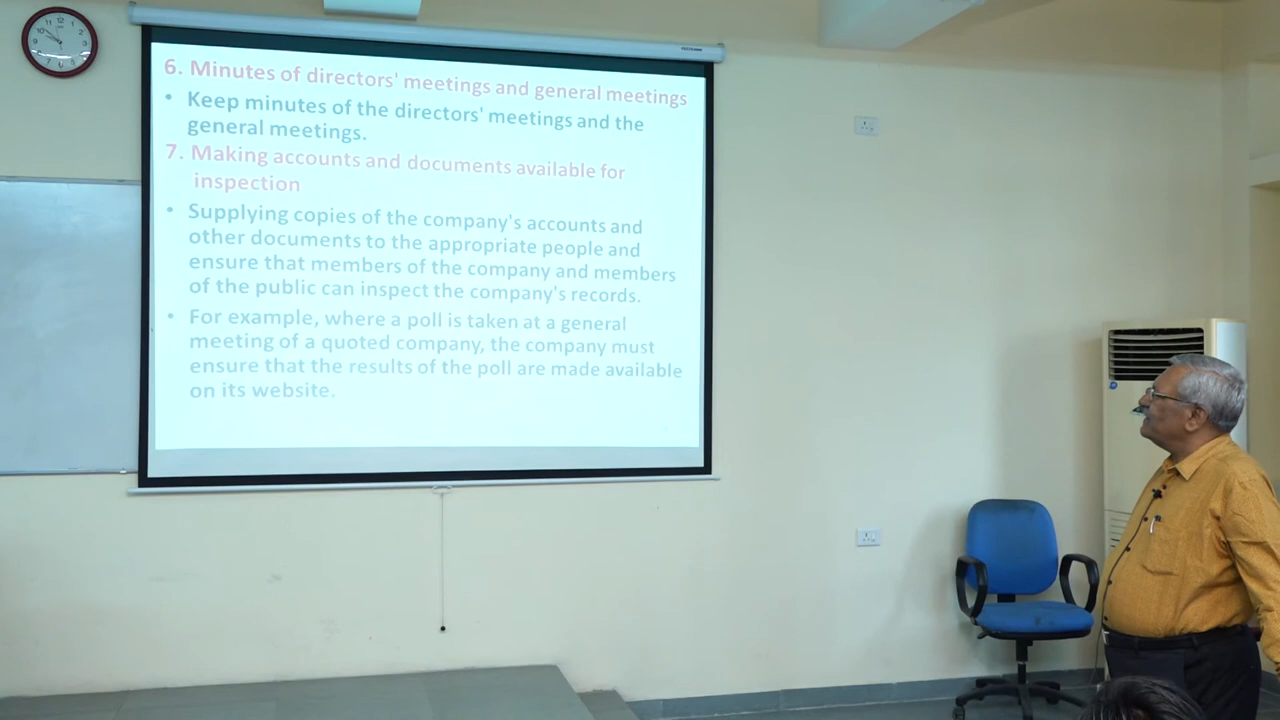 6. Minutes of directors' meetings and general meetings
• Keep minutes of the directors' meetings and the
general meetings.
7. Making accounts and documents available for
inspection
• Supplying copies of the company's accounts and
other documents to the appropriate people and
ensure that members of the company and members
of the public can inspect the company's records.
• For example, where a poll is taken at a general
meeting of a quoted company, the company must
ensure that the results of the poll are made available
on its website.